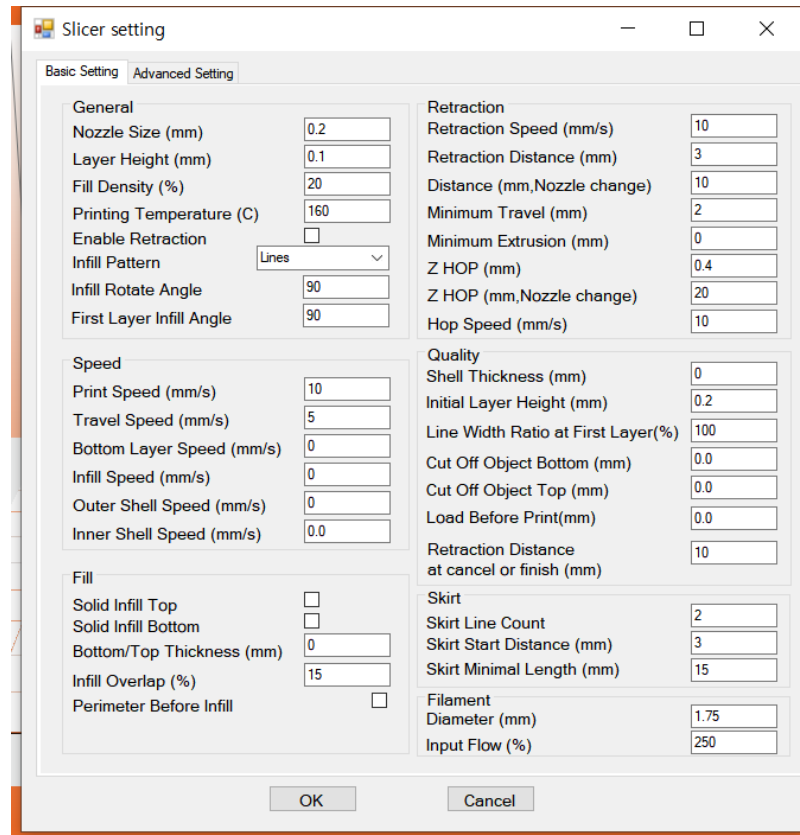 Slicer setting
Basic Setting Advanced Setting
General
Nozzle Size (mm) 0.2
Layer Height (mm) 0.1
Fill Density (%) 20
Printing Temperature (C) 160
Enable Retraction
Infill Pattern Lines
Infill Rotate Angle 90
First Layer Infill Angle 90
Speed
Print Speed (mm/s) 10
Travel Speed (mm/s) 5
Bottom Layer Speed (mm/s) 0
Infill Speed (mm/s) 0
Outer Shell Speed (mm/s) 0
Inner Shell Speed (mm/s) 0.0
Fill
Solid Infill Top
Solid Infill Bottom
Bottom/Top Thickness (mm) 0
Infill Overlap (%) 15
Perimeter Before Infill
Retraction
Retraction Speed (mm/s) 10
Retraction Distance (mm) 3
Distance (mm,Nozzle change) 10
Minimum Travel (mm) 2
Minimum Extrusion (mm) 0
Z HOP (mm) 0.4
Z HOP (mm,Nozzle change) 20
Hop Speed (mm/s) 10
Quality
Shell Thickness (mm) 0
Initial Layer Height (mm) 0.2
Line Width Ratio at First Layer(%) 100
Cut Off Object Bottom (mm) 0.0
Cut Off Object Top (mm) 0.0
Load Before Print(mm) 0.0
Retraction Distance 10
at cancel or finish (mm)
Skirt
Skirt Line Count 2
Skirt Start Distance (mm) 3
Skirt Minimal Length (mm) 15
Filament
Diameter (mm) 1.75
Input Flow (%) 250
OK Cancel